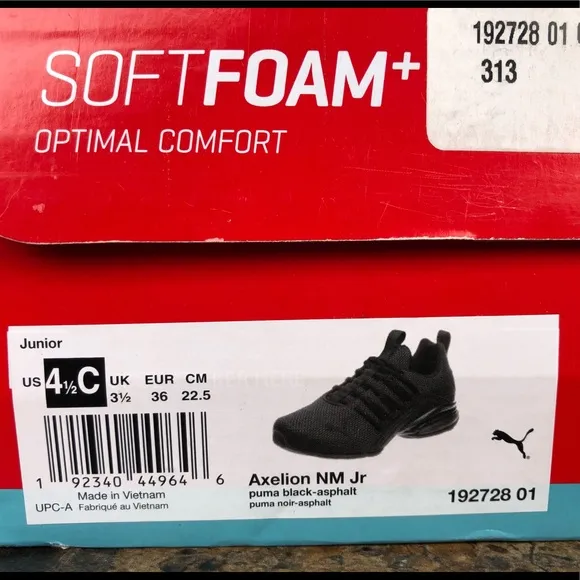 SOFTFOAM+
OPTIMAL COMFORT
192728 01
313
Junior
US 4½C UK EUR CM
3½ 36 22.5
1 92340 44964 6
Made in Vietnam
UPC-A Fabriqué au Vietnam
Axelion NM Jr
puma black-asphalt
puma noir-asphalt
192728 01